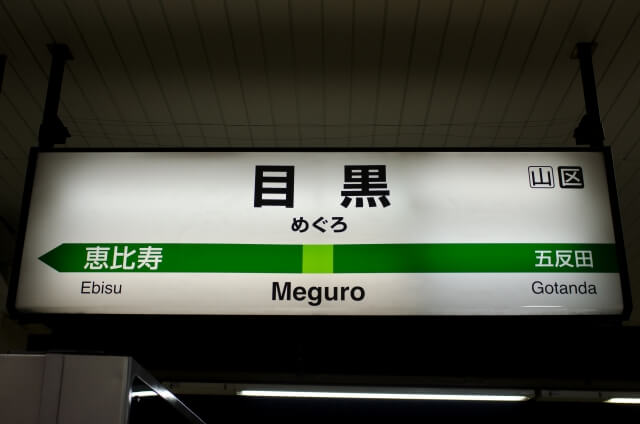 目黒
山区
めぐろ
恵比寿
五反田
Ebisu
Meguro
Gotanda